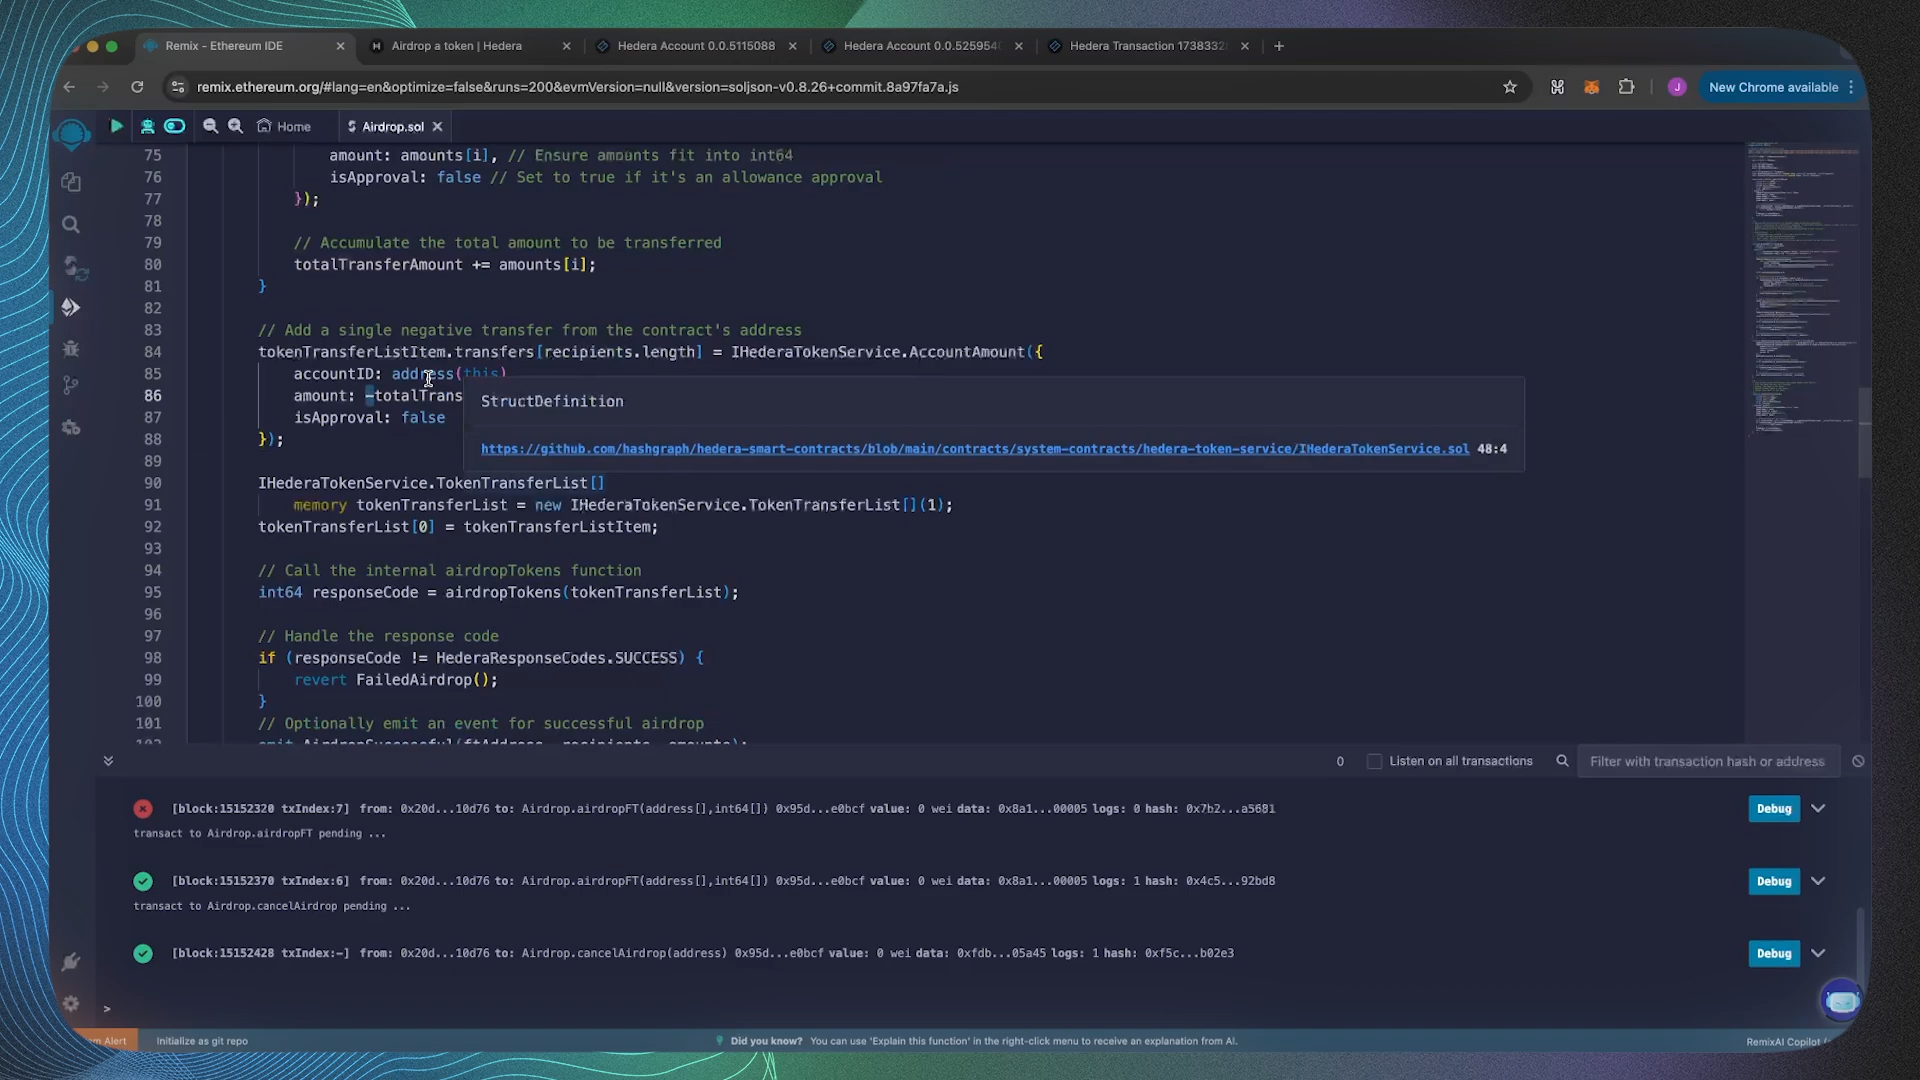 Remix - Ethereum IDE
Airdrop a token | Hedera
Hedera Account 0.0.5115088
Hedera Account 0.0.525954
Hedera Transaction 1738332
remix.ethereum.org/#lang=en&optimize=false&runs=200&evmVersion=null&version=soljson-v0.8.26+commit.8a97fa7a.js
J
New Chrome available
Home
Airdrop.sol
75 amount: amounts[i], // Ensure amounts fit into int64
76 isApproval: false // Set to true if it's an allowance approval
77 });
78
79 // Accumulate the total amount to be transferred
80 totalTransferAmount += amounts[i];
81 }
82
83 // Add a single negative transfer from the contract's address
84 tokenTransferListItem.transfers[recipients.length] = IHederaTokenService.AccountAmount({
85 accountID: address(this)
86 amount: -totalTrans
87 isApproval: false
88 });
StructDefinition
https://github.com/hashgraph/hedera-smart-contracts/blob/main/contracts/system-contracts/hedera-token-service/IHederaTokenService.sol 48:4
89
90 IHederaTokenService.TokenTransferList[]
91 memory tokenTransferList = new IHederaTokenService.TokenTransferList[](1);
92 tokenTransferList[0] = tokenTransferListItem;
93
94 // Call the internal airdropTokens function
95 int64 responseCode = airdropTokens(tokenTransferList);
96
97 // Handle the response code
98 if (responseCode != HederaResponseCodes.SUCCESS) {
99 revert FailedAirdrop();
100 }
101 // Optionally emit an event for successful airdrop
102 emit AirdropSuccessful(ftAddress, recipients, amounts);
0 Listen on all transactions Filter with transaction hash or address
[block:15152320 txIndex:7] from: 0x20d...10d76 to: Airdrop.airdropFT(address[],int64[]) 0x95d...e0bcf value: 0 wei data: 0x8a1...00005 logs: 0 hash: 0x7b2...a5681 Debug
transact to Airdrop.airdropFT pending ...
[block:15152370 txIndex:6] from: 0x20d...10d76 to: Airdrop.airdropFT(address[],int64[]) 0x95d...e0bcf value: 0 wei data: 0x8a1...00005 logs: 1 hash: 0x4c5...92bd8 Debug
transact to Airdrop.cancelAirdrop pending ...
[block:15152428 txIndex:-] from: 0x20d...10d76 to: Airdrop.cancelAirdrop(address) 0x95d...e0bcf value: 0 wei data: 0xfdb...05a45 logs: 1 hash: 0xf5c...b02e3 Debug
>
Alert Initialize as git repo Did you know? You can use 'Explain this function' in the right-click menu to receive an explanation from AI. RemixAI Copilot